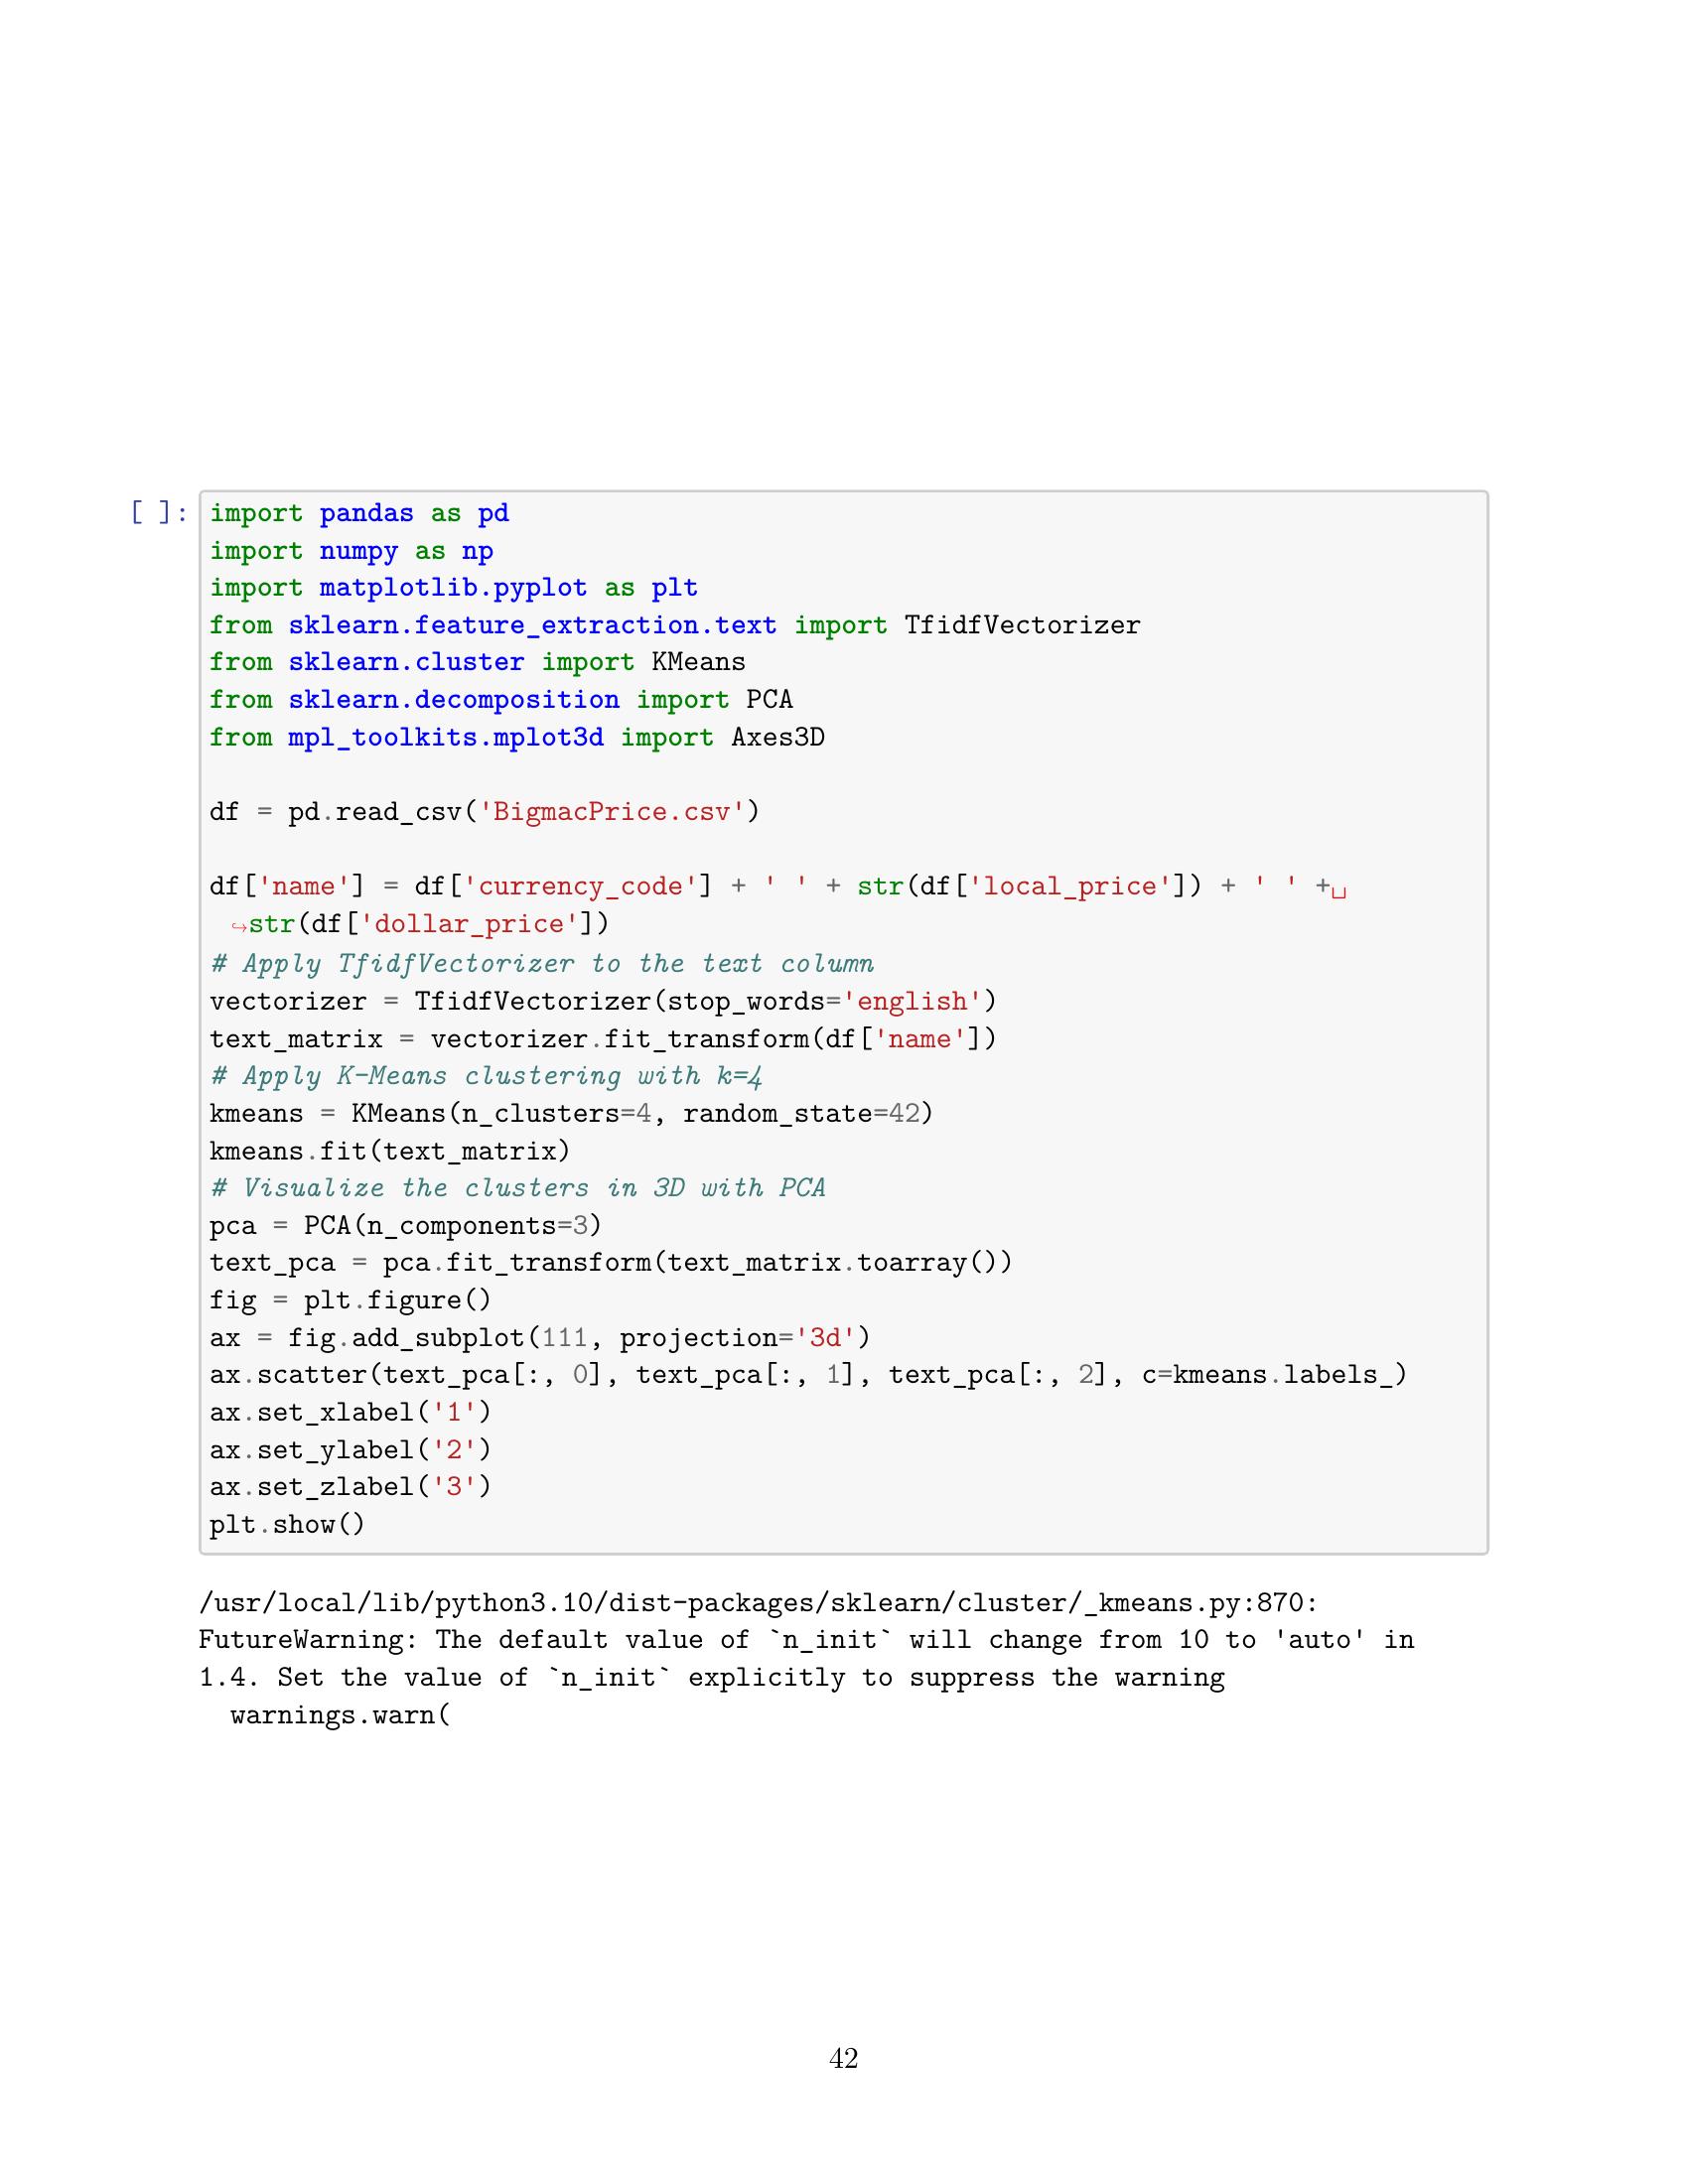 [ ]: import pandas as pd
import numpy as np
import matplotlib.pyplot as plt
from sklearn.feature_extraction.text import TfidfVectorizer
from sklearn.cluster import KMeans
from sklearn.decomposition import PCA
from mpl_toolkits.mplot3d import Axes3D

df = pd.read_csv('BigmacPrice.csv')

df['name'] = df['currency_code'] + ' ' + str(df['local_price']) + ' ' +␣
↪str(df['dollar_price'])
# Apply TfidfVectorizer to the text column
vectorizer = TfidfVectorizer(stop_words='english')
text_matrix = vectorizer.fit_transform(df['name'])
# Apply K-Means clustering with k=4
kmeans = KMeans(n_clusters=4, random_state=42)
kmeans.fit(text_matrix)
# Visualize the clusters in 3D with PCA
pca = PCA(n_components=3)
text_pca = pca.fit_transform(text_matrix.toarray())
fig = plt.figure()
ax = fig.add_subplot(111, projection='3d')
ax.scatter(text_pca[:, 0], text_pca[:, 1], text_pca[:, 2], c=kmeans.labels_)
ax.set_xlabel('1')
ax.set_ylabel('2')
ax.set_zlabel('3')
plt.show()

/usr/local/lib/python3.10/dist-packages/sklearn/cluster/_kmeans.py:870:
FutureWarning: The default value of `n_init` will change from 10 to 'auto' in
1.4. Set the value of `n_init` explicitly to suppress the warning
  warnings.warn(

42